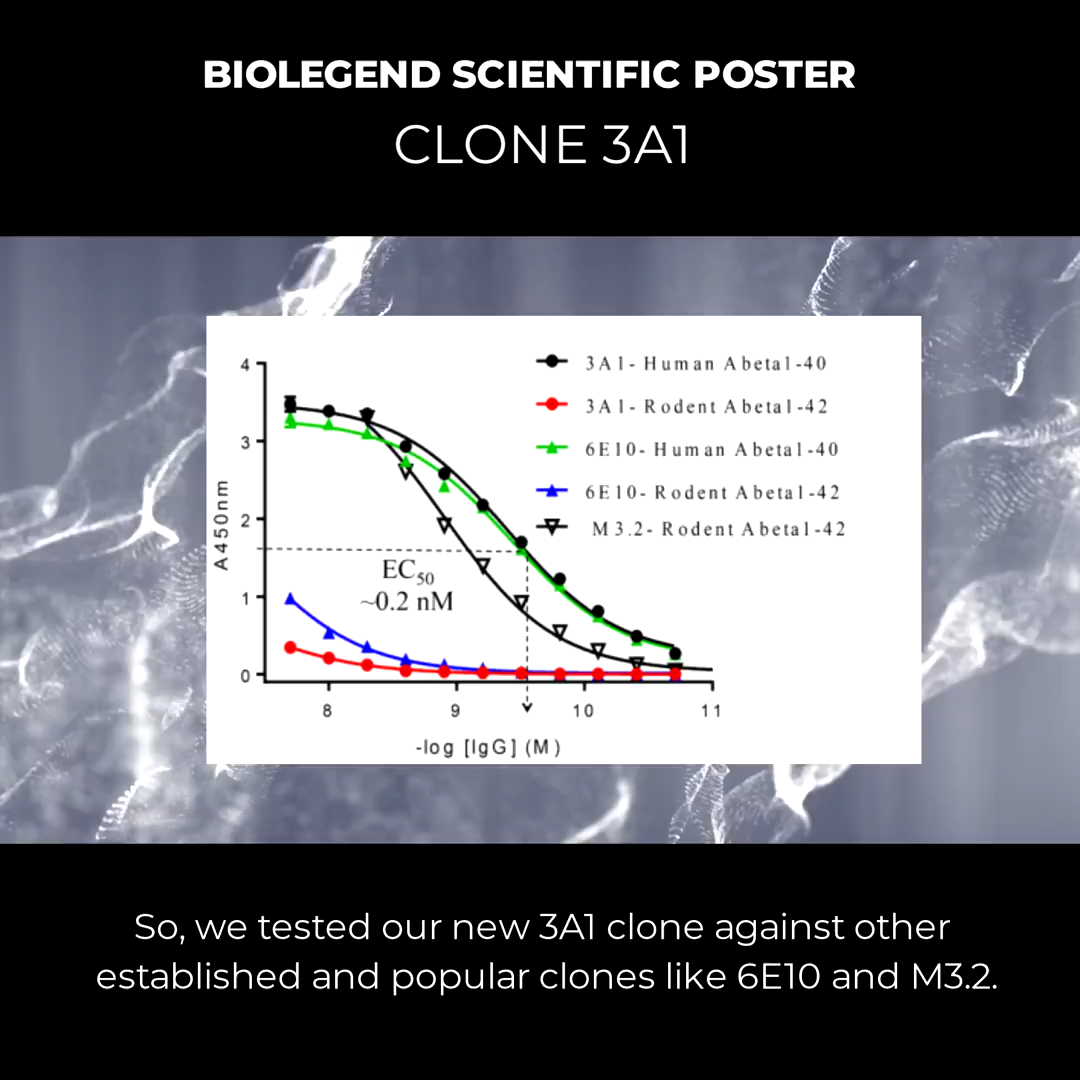 BIOLEGEND SCIENTIFIC POSTER
CLONE 3A1
4
3
2
1
0
A450nm
3A1- Human Abeta1-40
3A1- Rodent Abeta1-42
6E10- Human Abeta1-40
6E10- Rodent Abeta1-42
M3.2- Rodent Abeta1-42
EC50
~0.2 nM
8 9 10 11
-log [IgG] (M)
So, we tested our new 3A1 clone against other
established and popular clones like 6E10 and M3.2.